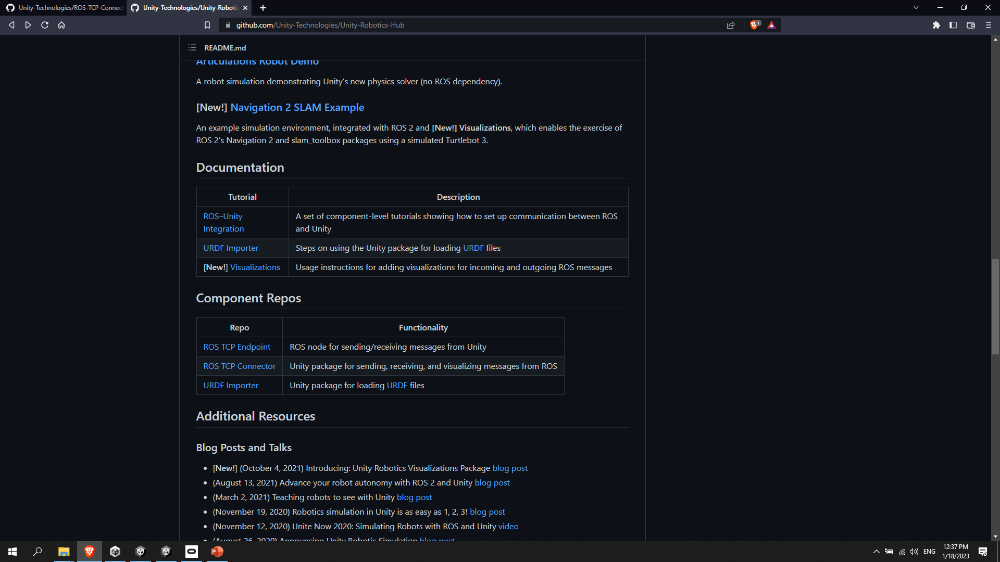 Unity-Technologies/ROS-TCP-Connect
Unity-Technologies/Unity-Roboti
github.com/Unity-Technologies/Unity-Robotics-Hub
1
README.md
Articulations Robot Demo
A robot simulation demonstrating Unity's new physics solver (no ROS dependency).
[New!] Navigation 2 SLAM Example
An example simulation environment, integrated with ROS 2 and [New!] Visualizations, which enables the exercise of
ROS 2's Navigation 2 and slam_toolbox packages using a simulated Turtlebot 3.
Documentation
Tutorial Description
ROS–Unity
Integration
A set of component-level tutorials showing how to set up communication between ROS
and Unity
URDF Importer Steps on using the Unity package for loading URDF files
[New!] Visualizations Usage instructions for adding visualizations for incoming and outgoing ROS messages
Component Repos
Repo Functionality
ROS TCP Endpoint ROS node for sending/receiving messages from Unity
ROS TCP Connector Unity package for sending, receiving, and visualizing messages from ROS
URDF Importer Unity package for loading URDF files
Additional Resources
Blog Posts and Talks
• [New!] (October 4, 2021) Introducing: Unity Robotics Visualizations Package blog post
• (August 13, 2021) Advance your robot autonomy with ROS 2 and Unity blog post
• (March 2, 2021) Teaching robots to see with Unity blog post
• (November 19, 2020) Robotics simulation in Unity is as easy as 1, 2, 3! blog post
• (November 12, 2020) Unite Now 2020: Simulating Robots with ROS and Unity video
• (August 26, 2020) Announcing Unity Robotic Simulation blog post
ENG
12:37 PM
1/18/2023